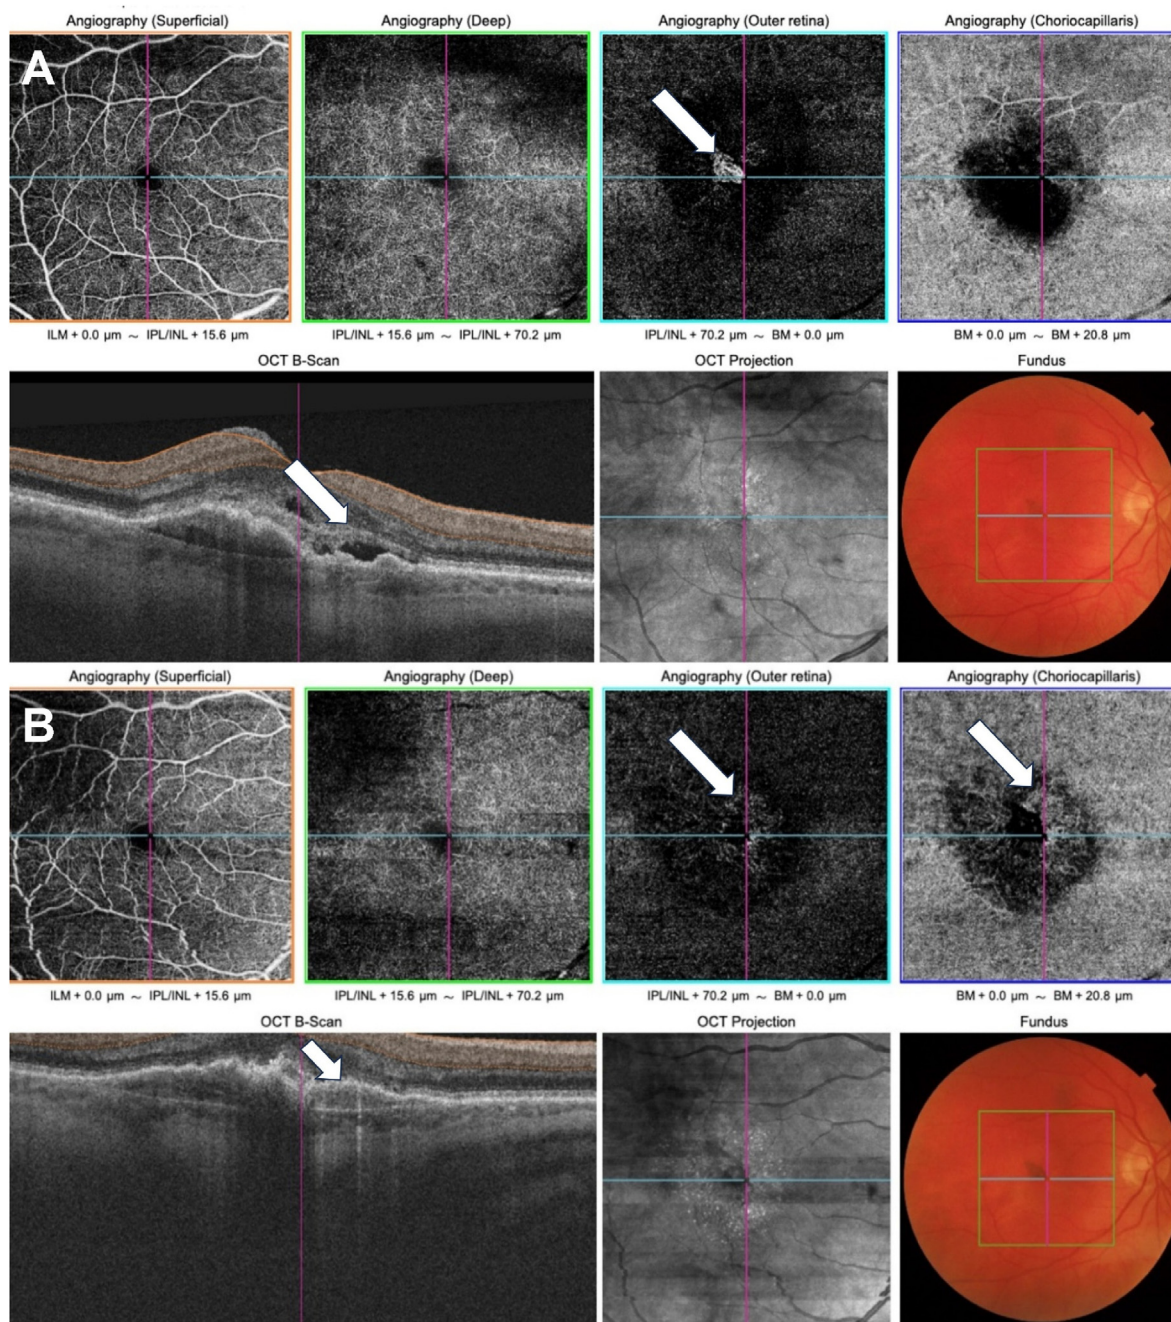 Angiography (Superficial) Angiography (Deep) Angiography (Outer retina) Angiography (Choriocapillaris)
A
ILM + 0.0 µm ~ IPL/INL + 15.6 µm IPL/INL + 15.6 µm ~ IPL/INL + 70.2 µm IPL/INL + 70.2 µm ~ BM + 0.0 µm BM + 0.0 µm ~ BM + 20.8 µm
OCT B-Scan OCT Projection Fundus
Angiography (Superficial) Angiography (Deep) Angiography (Outer retina) Angiography (Choriocapillaris)
B
ILM + 0.0 µm ~ IPL/INL + 15.6 µm IPL/INL + 15.6 µm ~ IPL/INL + 70.2 µm IPL/INL + 70.2 µm ~ BM + 0.0 µm BM + 0.0 µm ~ BM + 20.8 µm
OCT B-Scan OCT Projection Fundus